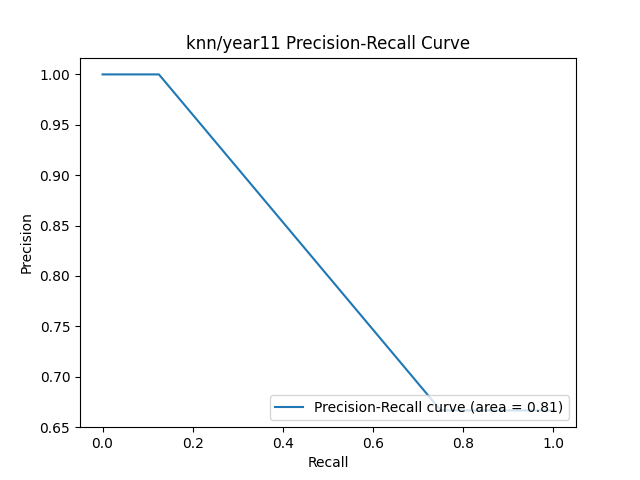 knn/year11 Precision-Recall Curve
1.00
0.95
0.90
0.85
0.80
0.75
0.70
0.65
Precision
Precision-Recall curve (area = 0.81)
0.0 0.2 0.4 0.6 0.8 1.0
Recall